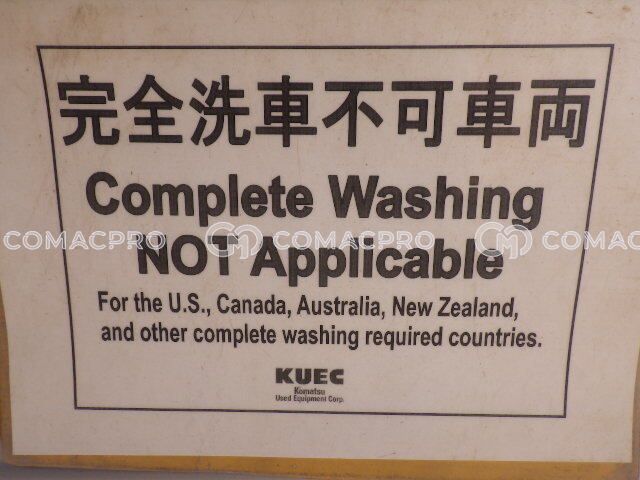 完全洗車不可車両
Complete Washing
NOT Applicable
COMACPRO COMACPRO COMACPRO
For the U.S., Canada, Australia, New Zealand,
and other complete washing required countries.
KUEC
Komatsu
Used Equipment Corp.